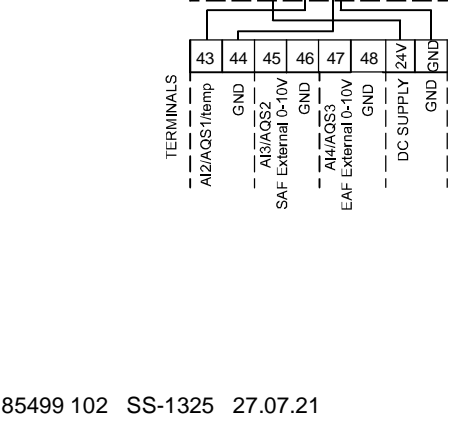 43 44 45 46 47 48 24V GND
TERMINALS
AI2/AQS1/temp
GND
AI3/AQS2
SAF External 0-10V
GND
AI4/AQS3
EAF External 0-10V
GND
DC SUPPLY
GND
85499 102 SS-1325 27.07.21